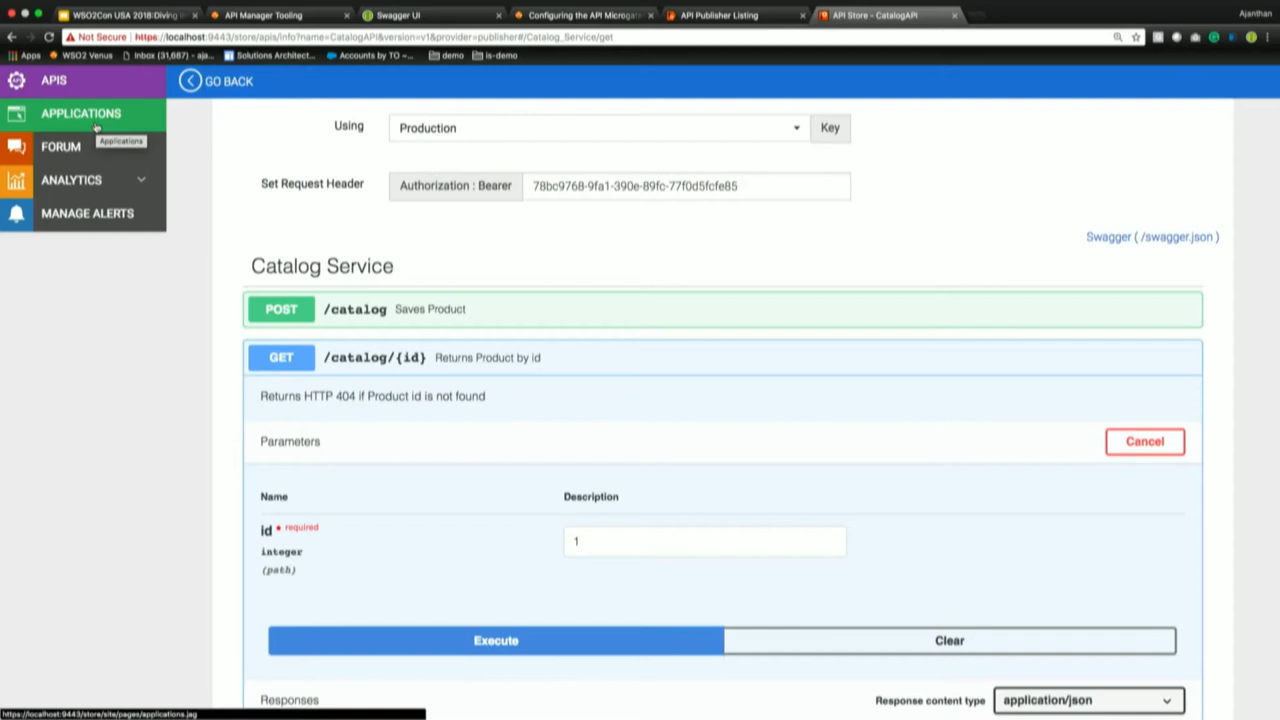 WSO2Con USA 2018:Diving in
API Manager Tooling
Swagger UI
Configuring the API Microgate
API Publisher Listing
API Store - CatalogAPI
Ajanthan
Not Secure
https://localhost:9443/store/apis/info?name=CatalogAPI&version=v1&provider=publisher#/Catalog_Service/get
Apps
WSO2 Venus
Inbox (31,687) - aja...
Solutions Architect...
Accounts by TO ~...
demo
is-demo
APIS
GO BACK
APPLICATIONS
Applications
FORUM
ANALYTICS
MANAGE ALERTS
Using
Production
Key
Set Request Header
Authorization : Bearer
78bc9768-9fa1-390e-89fc-77f0d5fcfe85
Swagger ( /swagger.json )
Catalog Service
POST /catalog Saves Product
GET /catalog/{id} Returns Product by id
Returns HTTP 404 if Product id is not found
Parameters
Cancel
Name
Description
id * required
integer
(path)
1
Execute
Clear
Responses
Response content type
application/json
https://localhost:9443/store/site/pages/applications.jag